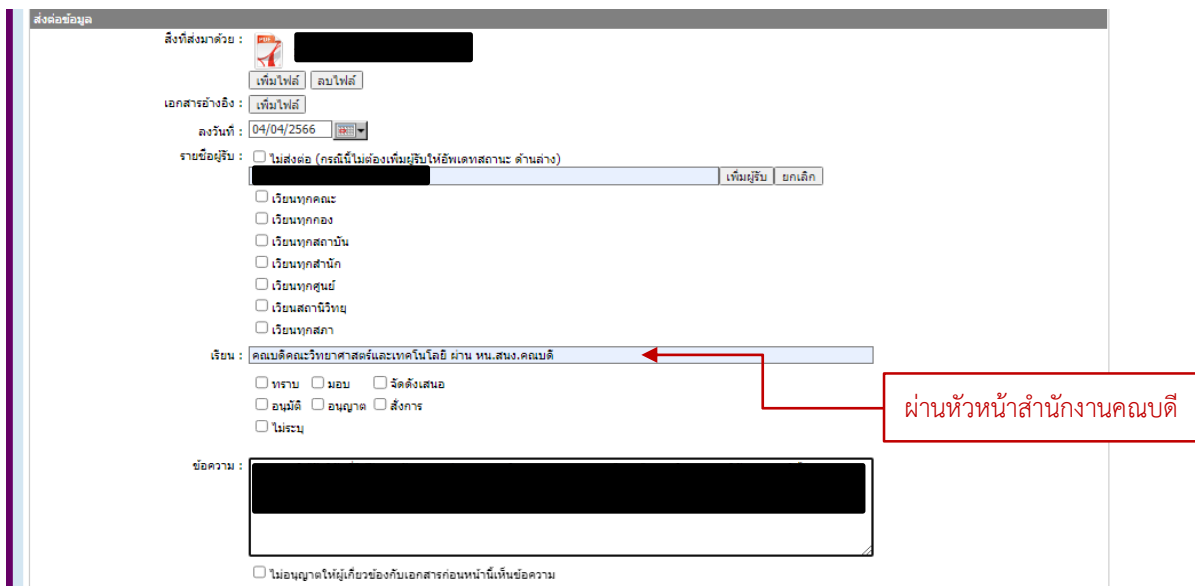 ส่งต่อข้อมูล
สิ่งที่ส่งมาด้วย :
เพิ่มไฟล์ ลบไฟล์
เอกสารอ้างอิง : เพิ่มไฟล์
ลงวันที่ : 04/04/2566
รายชื่อผู้รับ : ไม่ส่งต่อ (กรณีนี้ไม่ต้องเพิ่มผู้รับให้อัพเดทสถานะ ด้านล่าง)
เพิ่มผู้รับ ยกเลิก
เรียนทุกคณะ
เรียนทุกกอง
เรียนทุกสถาบัน
เรียนทุกสำนัก
เรียนทุกศูนย์
เรียนสถานีวิทยุ
เรียนทุกสภา
เรียน : คณบดีคณะวิทยาศาสตร์และเทคโนโลยี ผ่าน หน.สนง.คณบดี
ทราบ มอบ จัดดังเสนอ
ผ่านหัวหน้าสำนักงานคณบดี
อนุมัติ อนุญาต สั่งการ
ไม่ระบุ
ข้อความ :
ไม่อนุญาตให้ผู้เกี่ยวข้องกับเอกสารก่อนหน้านี้เห็นข้อความ